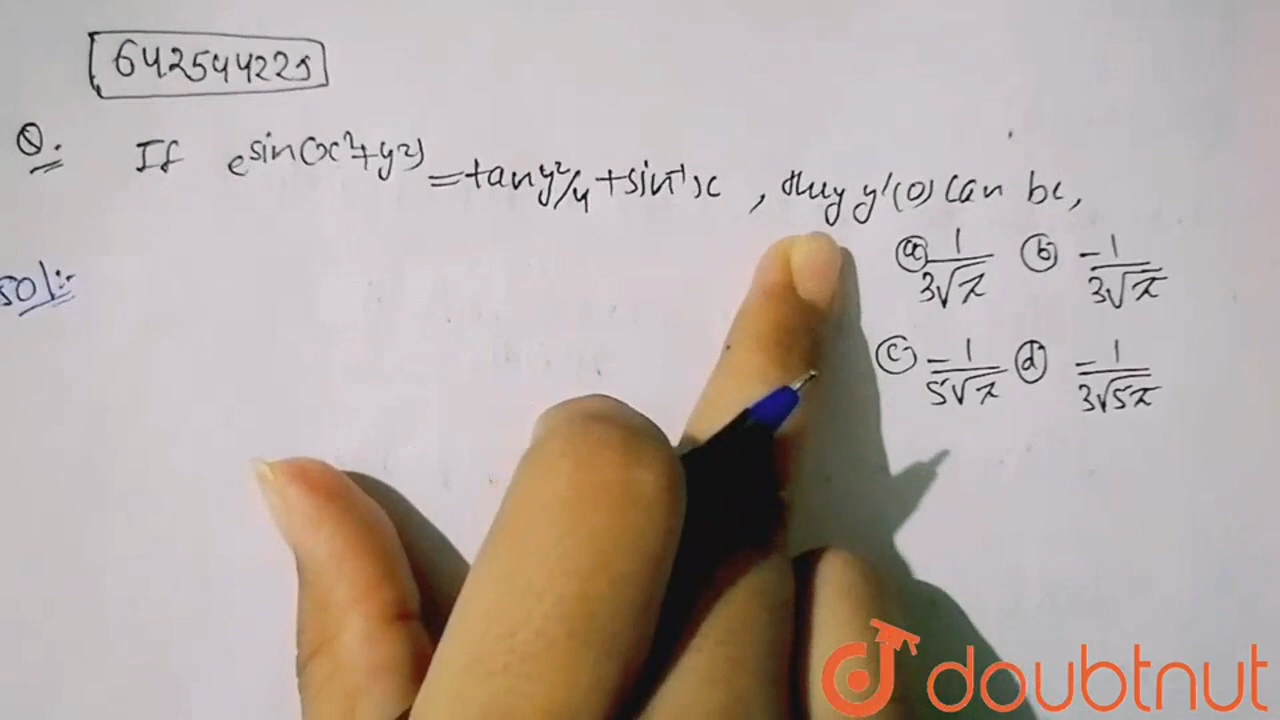 642544229
Q. If e^sin(x²+y²) = tan y²/4 + sin⁻¹x , then y'(0) can be,
(a) 1/3√π (b) -1/3√π
Sol:-
(c) -1/5√π (d) -1/3√5π
doubtnut